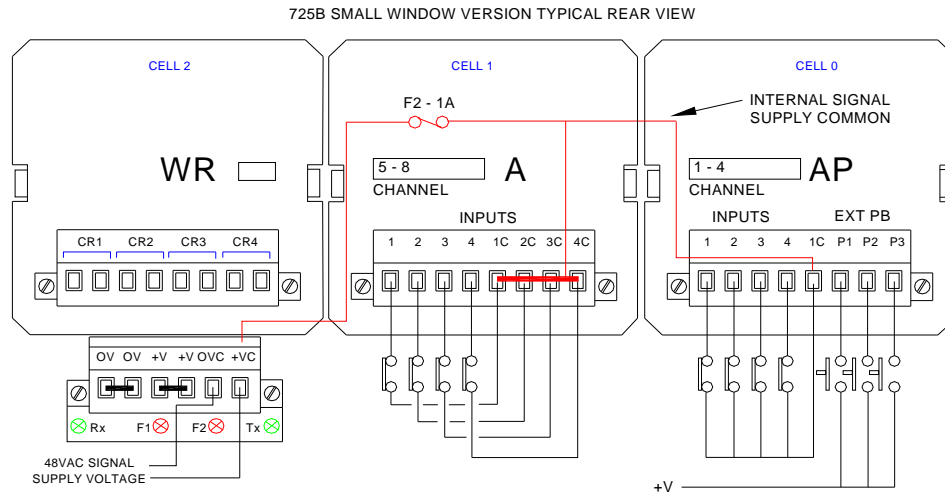 725B SMALL WINDOW VERSION TYPICAL REAR VIEW
CELL 2
CELL 1
CELL 0
F2 - 1A
INTERNAL SIGNAL
SUPPLY COMMON
WR
5 - 8
CHANNEL
A
1 - 4
CHANNEL
AP
INPUTS
INPUTS
EXT PB
CR1 CR2 CR3 CR4
1 2 3 4 1C 2C 3C 4C
1 2 3 4 1C P1 P2 P3
OV OV +V +V OVC +VC
Rx F1 F2 Tx
48VAC SIGNAL
SUPPLY VOLTAGE
+V